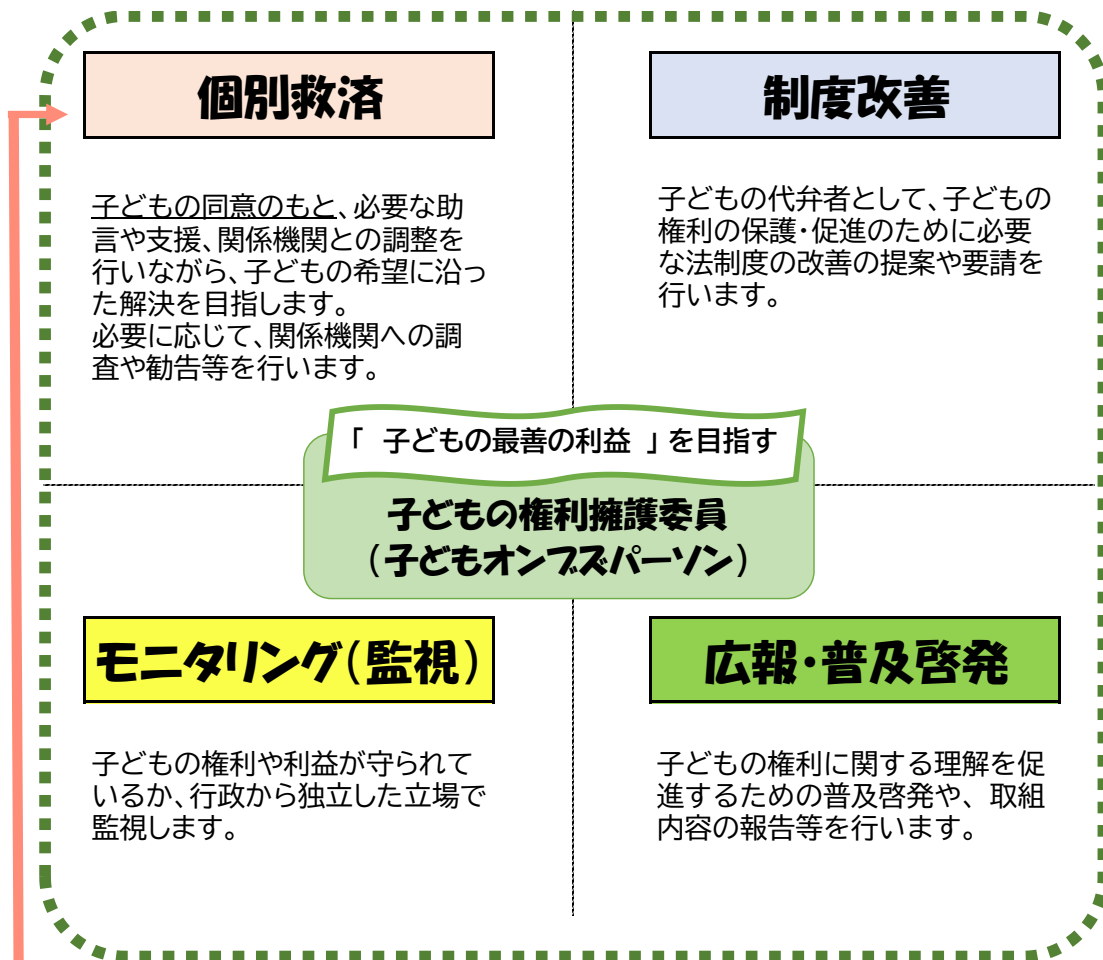 個別救済
子どもの同意のもと、必要な助
言や支援、関係機関との調整を
行いながら、子どもの希望に沿っ
た解決を目指します。
必要に応じて、関係機関への調
査や勧告等を行います。
制度改善
子どもの代弁者として、子どもの
権利の保護・促進のために必要
な法制度の改善の提案や要請を
行います。
「 子どもの最善の利益 」を目指す
子どもの権利擁護委員
(子どもオンブズパーソン)
モニタリング(監視)
子どもの権利や利益が守られて
いるか、行政から独立した立場で
監視します。
広報・普及啓発
子どもの権利に関する理解を促
進するための普及啓発や、取組
内容の報告等を行います。